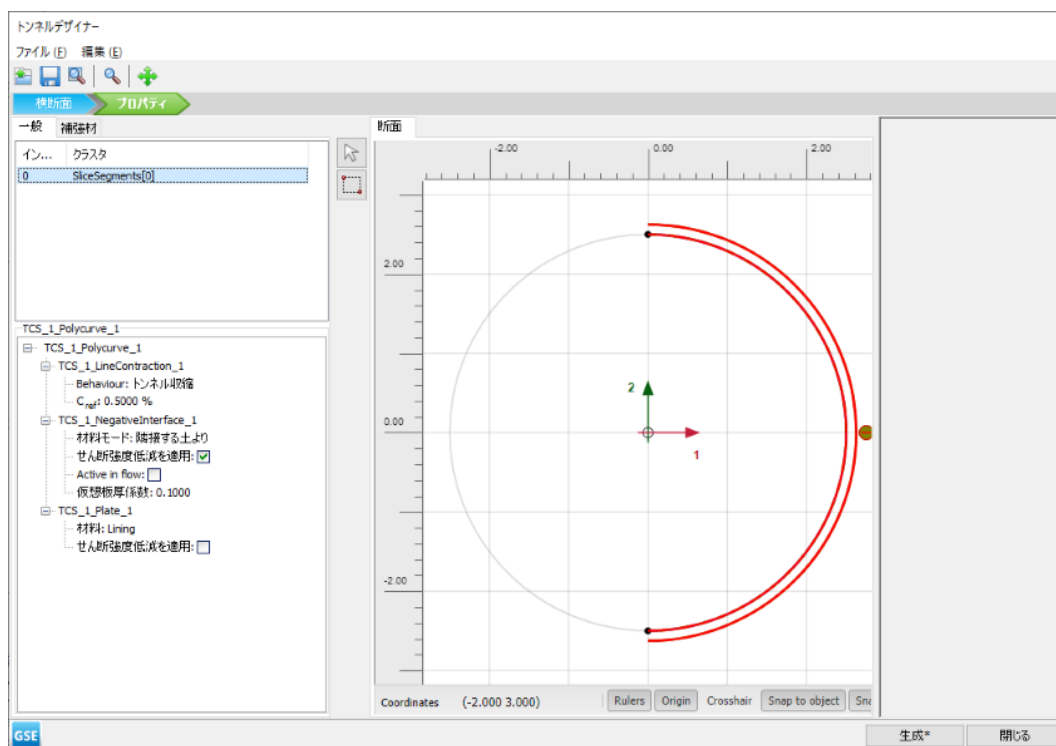 トンネルデザイナー
ファイル (F) 編集 (E)
横断面 プロパティ
一般 補強材
イン... クラスタ
0 SliceSegments[0]
断面
-2.00 0.00 2.00
2.00
0.00
-2.00
2
1
TCS_1_Polycurve_1
TCS_1_Polycurve_1
TCS_1_LineContraction_1
Behaviour: トンネル収縮
Cref: 0.5000 %
TCS_1_NegativeInterface_1
材料モード: 隣接する土より
せん断強度低減を適用:
Active in flow:
仮想板厚係数: 0.1000
TCS_1_Plate_1
材料: Lining
せん断強度低減を適用:
Coordinates (-2.000 3.000) Rulers Origin Crosshair Snap to object Sna
GSE 生成* 閉じる